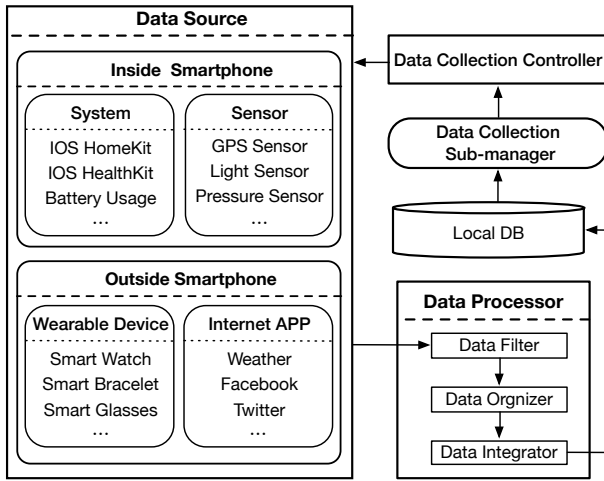 Data Source
Inside Smartphone
System
IOS HomeKit
IOS HealthKit
Battery Usage
...
Sensor
GPS Sensor
Light Sensor
Pressure Sensor
...
Outside Smartphone
Wearable Device
Smart Watch
Smart Bracelet
Smart Glasses
...
Internet APP
Weather
Facebook
Twitter
...
Data Collection Controller
Data Collection
Sub-manager
Local DB
Data Processor
Data Filter
Data Orgnizer
Data Integrator